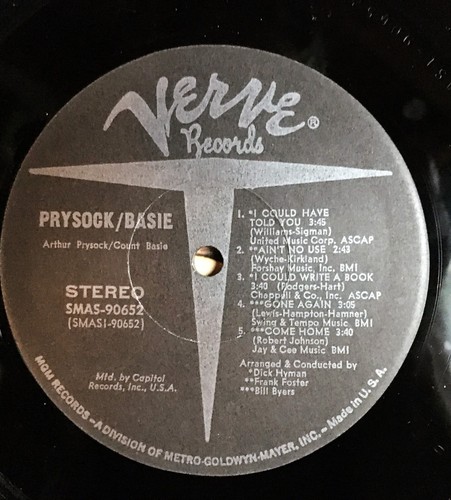 Verve ®
Records
PRYSOCK/BASIE
Arthur Prysock/Count Basie
STEREO
SMAS-90652
(SMAS1-90652)
Mfd. by Capitol
Records, Inc., U.S.A.
1. *I COULD HAVE
TOLD YOU 3:45
(Williams-Sigman)
United Music Corp. ASCAP
2. **AIN'T NO USE 2:43
(Wyche-Kirkland)
Forshay Music, Inc. BMI
3. *I COULD WRITE A BOOK
3:40 (Rodgers-Hart)
Chappell & Co., Inc. ASCAP
4. ***GONE AGAIN 3:05
(Lewis-Hampton-Hamner)
Swing & Tempo Music BMI
5. ***COME HOME 3:40
(Robert Johnson)
Jay & Cee Music BMI
Arranged & Conducted by
*Dick Hyman
**Frank Foster
***Bill Byers
MGM RECORDS—A DIVISION OF METRO-GOLDWYN-MAYER, INC.—Made in U.S.A.